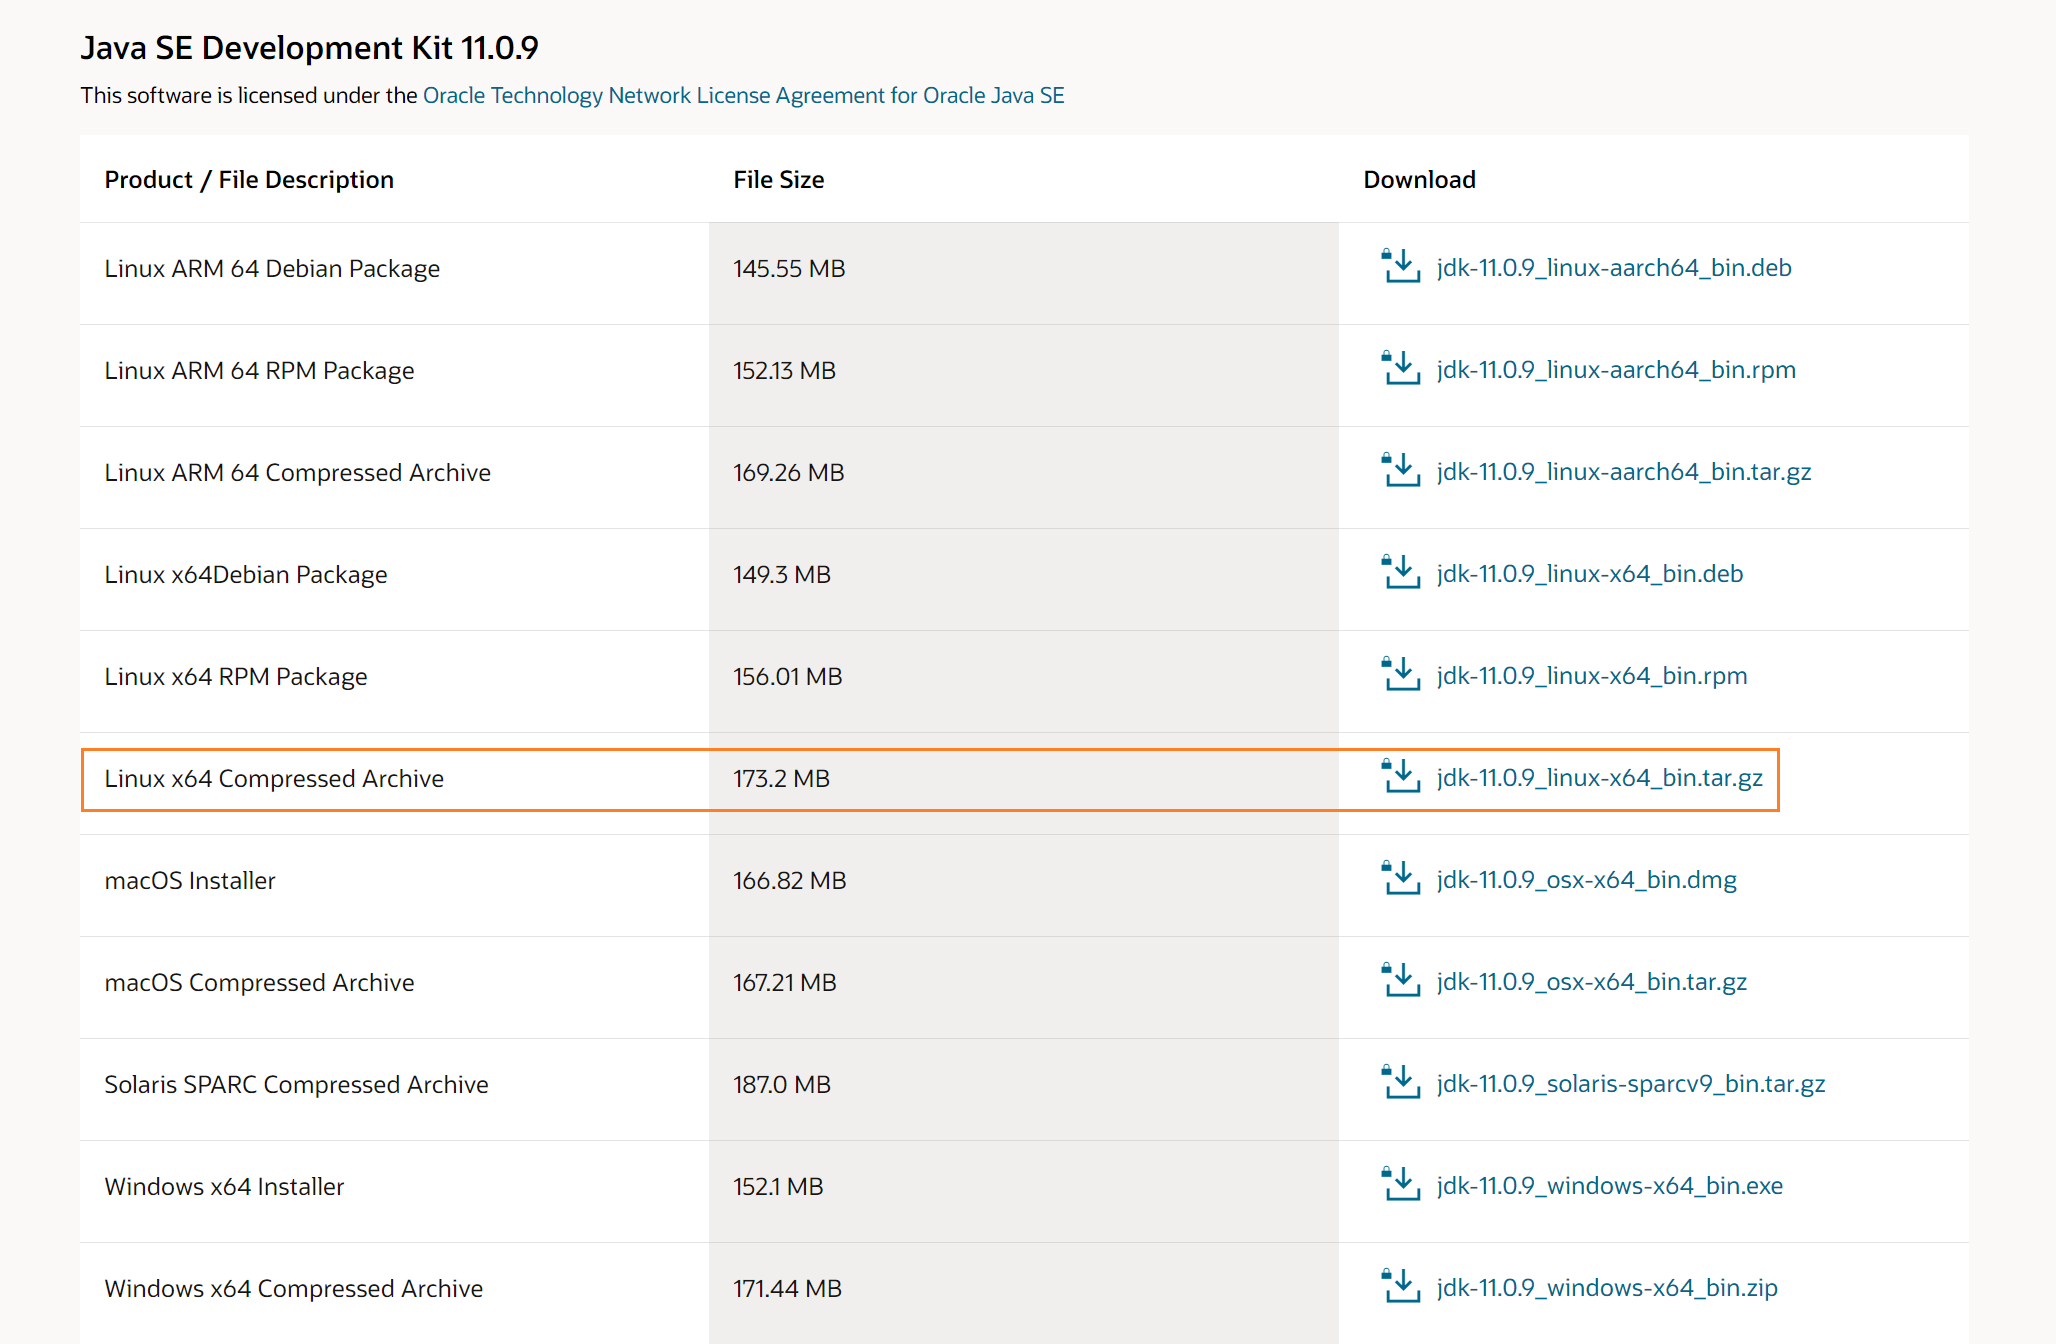 Java SE Development Kit 11.0.9
This software is licensed under the Oracle Technology Network License Agreement for Oracle Java SE
Product / File Description File Size Download
Linux ARM 64 Debian Package 145.55 MB jdk-11.0.9_linux-aarch64_bin.deb
Linux ARM 64 RPM Package 152.13 MB jdk-11.0.9_linux-aarch64_bin.rpm
Linux ARM 64 Compressed Archive 169.26 MB jdk-11.0.9_linux-aarch64_bin.tar.gz
Linux x64Debian Package 149.3 MB jdk-11.0.9_linux-x64_bin.deb
Linux x64 RPM Package 156.01 MB jdk-11.0.9_linux-x64_bin.rpm
Linux x64 Compressed Archive 173.2 MB jdk-11.0.9_linux-x64_bin.tar.gz
macOS Installer 166.82 MB jdk-11.0.9_osx-x64_bin.dmg
macOS Compressed Archive 167.21 MB jdk-11.0.9_osx-x64_bin.tar.gz
Solaris SPARC Compressed Archive 187.0 MB jdk-11.0.9_solaris-sparcv9_bin.tar.gz
Windows x64 Installer 152.1 MB jdk-11.0.9_windows-x64_bin.exe
Windows x64 Compressed Archive 171.44 MB jdk-11.0.9_windows-x64_bin.zip